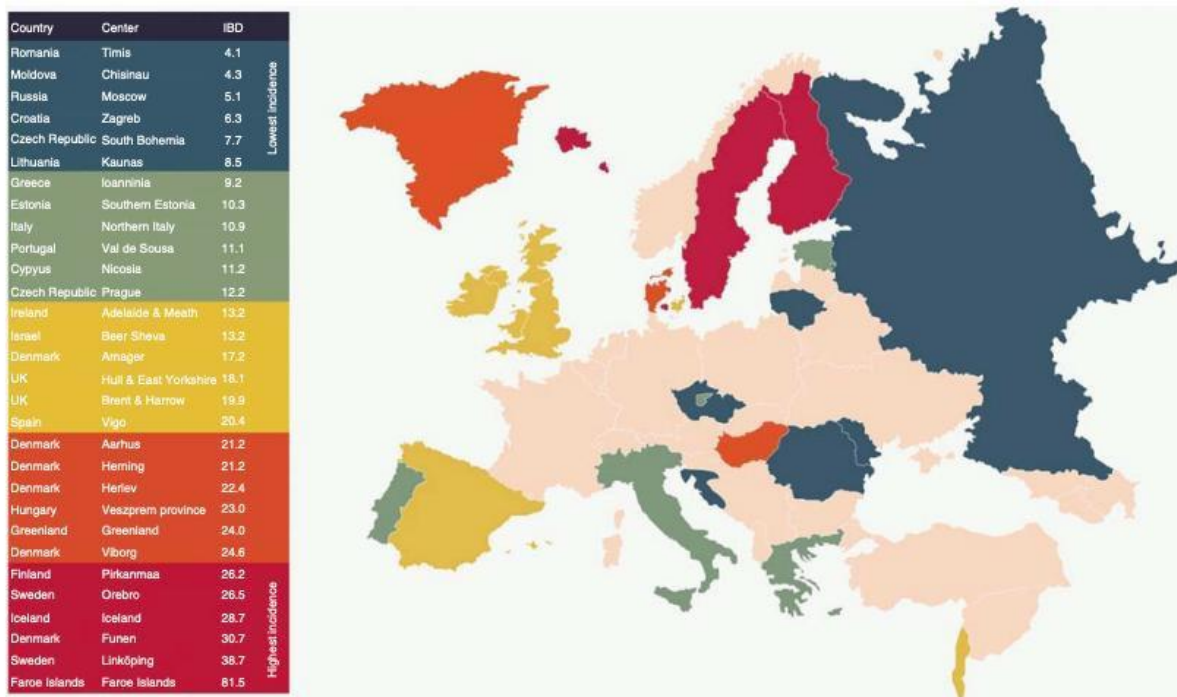 Country Center IBD
Romania Timis 4.1
Moldova Chisinau 4.3
Russia Moscow 5.1
Croatia Zagreb 6.3
Czech Republic South Bohemia 7.7
Lithuania Kaunas 8.5
Lowest incidence
Greece Ioanninia 9.2
Estonia Southern Estonia 10.3
Italy Northern Italy 10.9
Portugal Val de Sousa 11.1
Cypyus Nicosia 11.2
Czech Republic Prague 12.2
Ireland Adelaide & Meath 13.2
Israel Beer Sheva 13.2
Denmark Amager 17.2
UK Hull & East Yorkshire 18.1
UK Brent & Harrow 19.9
Spain Vigo 20.4
Denmark Aarhus 21.2
Denmark Herning 21.2
Denmark Herlev 22.4
Hungary Veszprem province 23.0
Greenland Greenland 24.0
Denmark Viborg 24.6
Finland Pirkanmaa 26.2
Sweden Orebro 26.5
Iceland Iceland 28.7
Denmark Funen 30.7
Sweden Linköping 38.7
Faroe Islands Faroe Islands 81.5
Highest incidence